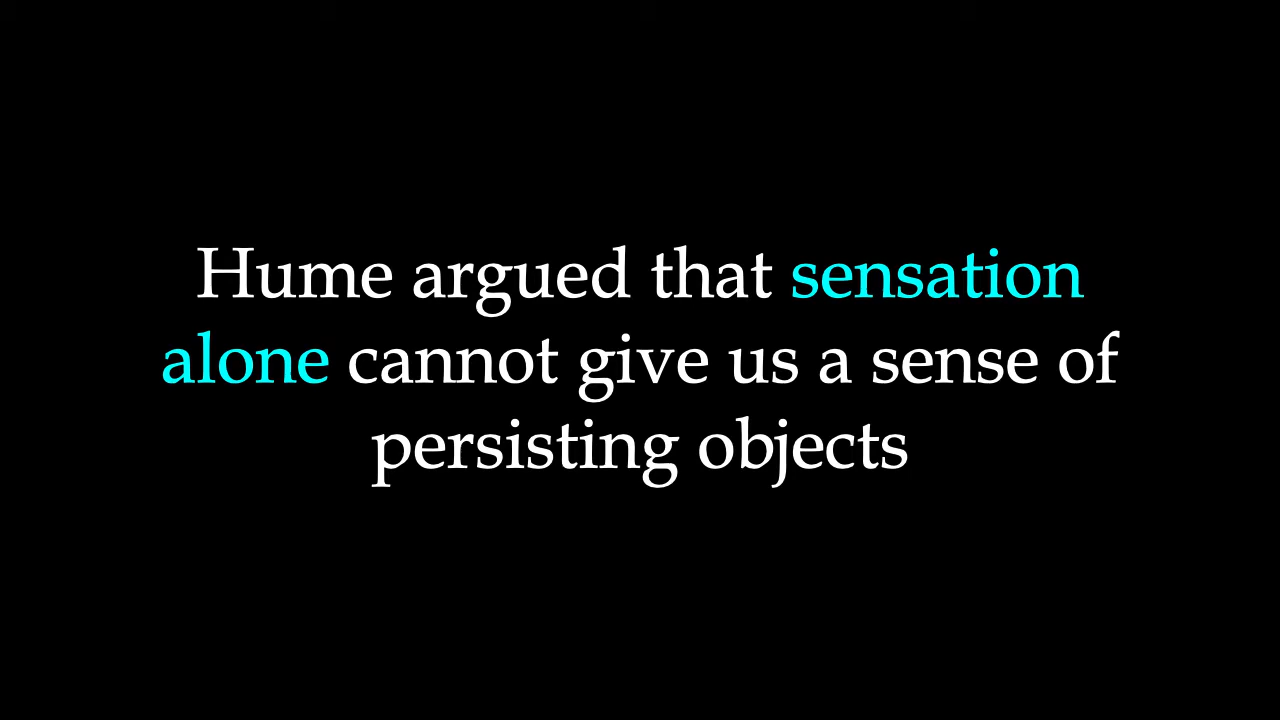 Hume argued that sensation
alone cannot give us a sense of
persisting objects